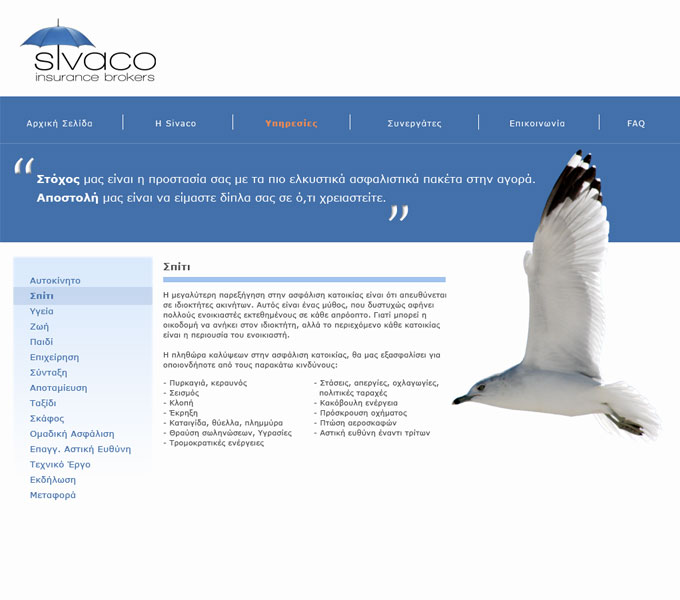 sivaco
insurance brokers
Αρχική Σελίδα
Η Sivaco
Υπηρεσίες
Συνεργάτες
Επικοινωνία
FAQ
“ Στόχος μας είναι η προστασία σας με τα πιο ελκυστικά ασφαλιστικά πακέτα στην αγορά.
Αποστολή μας είναι να είμαστε δίπλα σας σε ό,τι χρειαστείτε. ”
Αυτοκίνητο
Σπίτι
Υγεία
Ζωή
Παιδί
Επιχείρηση
Σύνταξη
Αποταμίευση
Ταξίδι
Σκάφος
Ομαδική Ασφάλιση
Επαγγ. Αστική Ευθύνη
Τεχνικό Έργο
Εκδήλωση
Μεταφορά
Σπίτι
Η μεγαλύτερη παρεξήγηση στην ασφάλιση κατοικίας είναι ότι απευθύνεται
σε ιδιοκτήτες ακινήτων. Αυτός είναι ένας μύθος, που δυστυχώς αφήνει
πολλούς ενοικιαστές εκτεθημένους σε κάθε απρόοπτο. Γιατί μπορεί η
οικοδομή να ανήκει στον ιδιοκτήτη, αλλά το περιεχόμενο κάθε κατοικίας
είναι η περιουσία του ενοικιαστή.
Η πληθώρα καλύψεων στην ασφάλιση κατοικίας, θα μας εξασφαλίσει για
οποιονδήποτε από τους παρακάτω κινδύνους:
- Πυρκαγιά, κεραυνός
- Σεισμός
- Κλοπή
- Έκρηξη
- Καταιγίδα, θύελλα, πλημμύρα
- Θραύση σωληνώσεων, Υγρασίες
- Τρομοκρατικές ενέργειες
- Στάσεις, απεργίες, οχλαγωγίες,
πολιτικές ταραχές
- Κακόβουλη ενέργεια
- Πρόσκρουση οχήματος
- Πτώση αεροσκαφών
- Αστική ευθύνη έναντι τρίτων